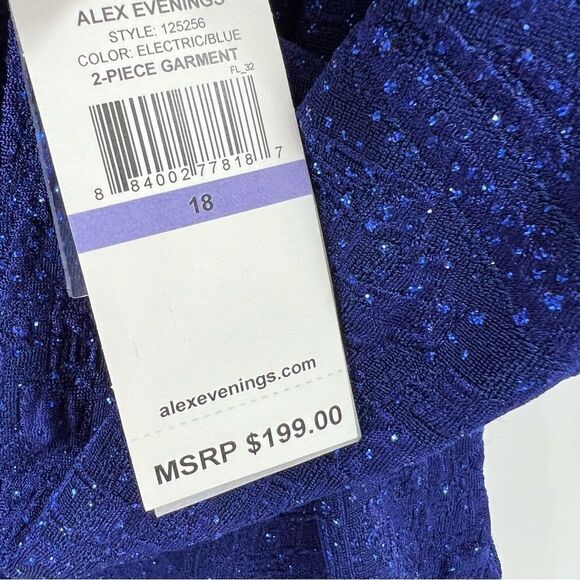 ALEX EVENINGS
STYLE: 125256
COLOR: ELECTRIC/BLUE
2-PIECE GARMENT
FL_32
8 84002 77818 7
18
alexevenings.com
MSRP $199.00